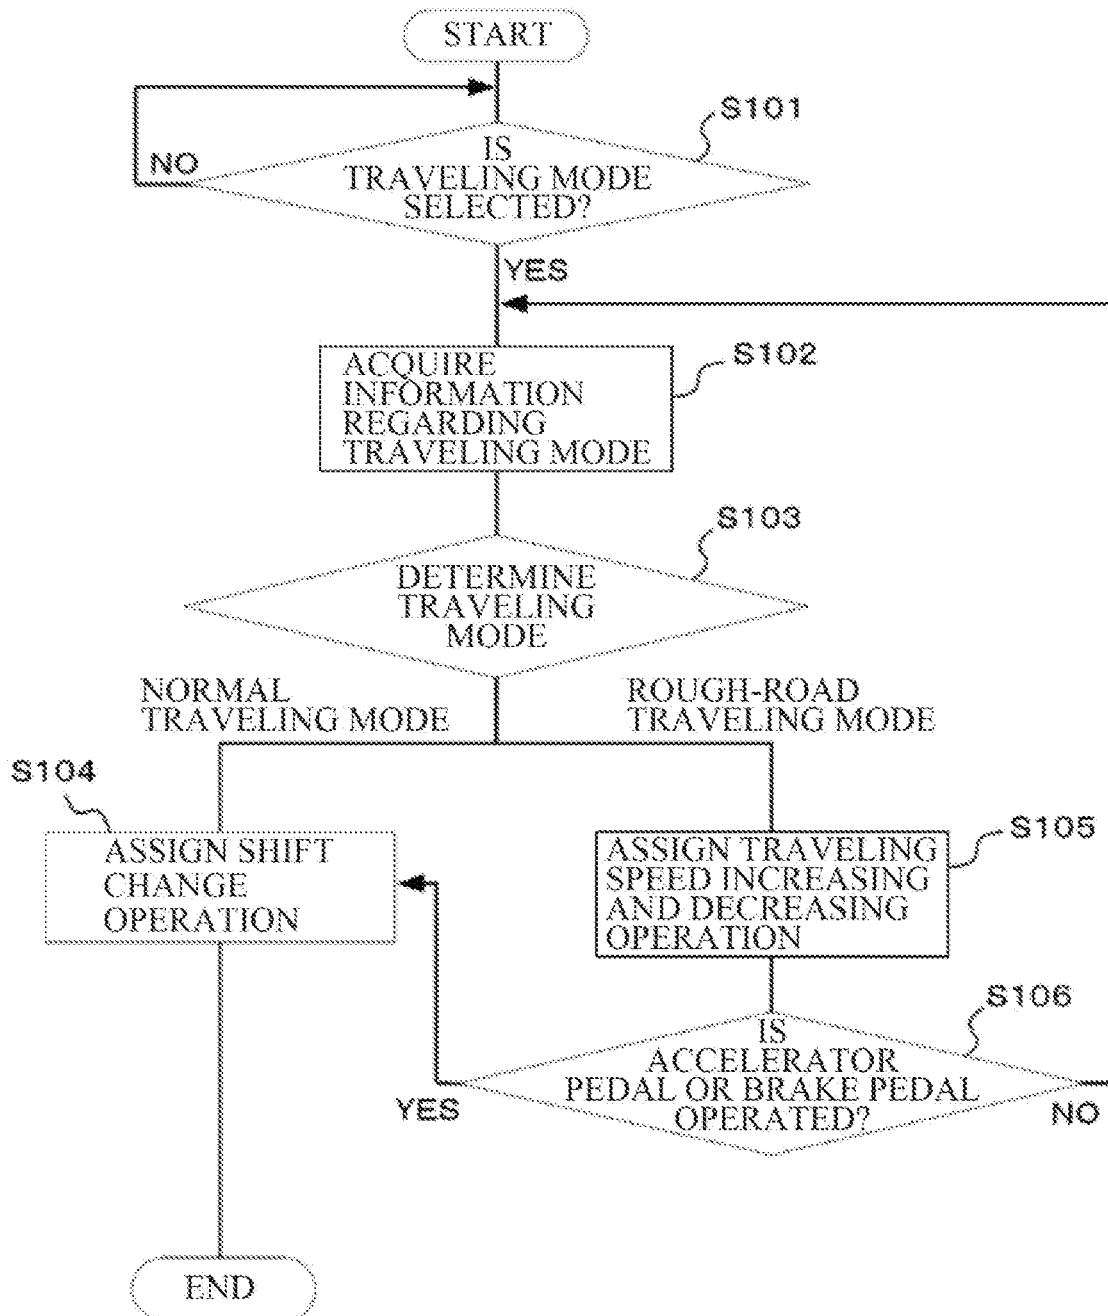 START
S101
IS
TRAVELING MODE
SELECTED?
NO
YES
S102
ACQUIRE
INFORMATION
REGARDING
TRAVELING MODE
S103
DETERMINE
TRAVELING
MODE
NORMAL
TRAVELING MODE
ROUGH-ROAD
TRAVELING MODE
S104
ASSIGN SHIFT
CHANGE
OPERATION
S105
ASSIGN TRAVELING
SPEED INCREASING
AND DECREASING
OPERATION
S106
IS
ACCELERATOR
PEDAL OR BRAKE PEDAL
OPERATED?
YES
NO
END